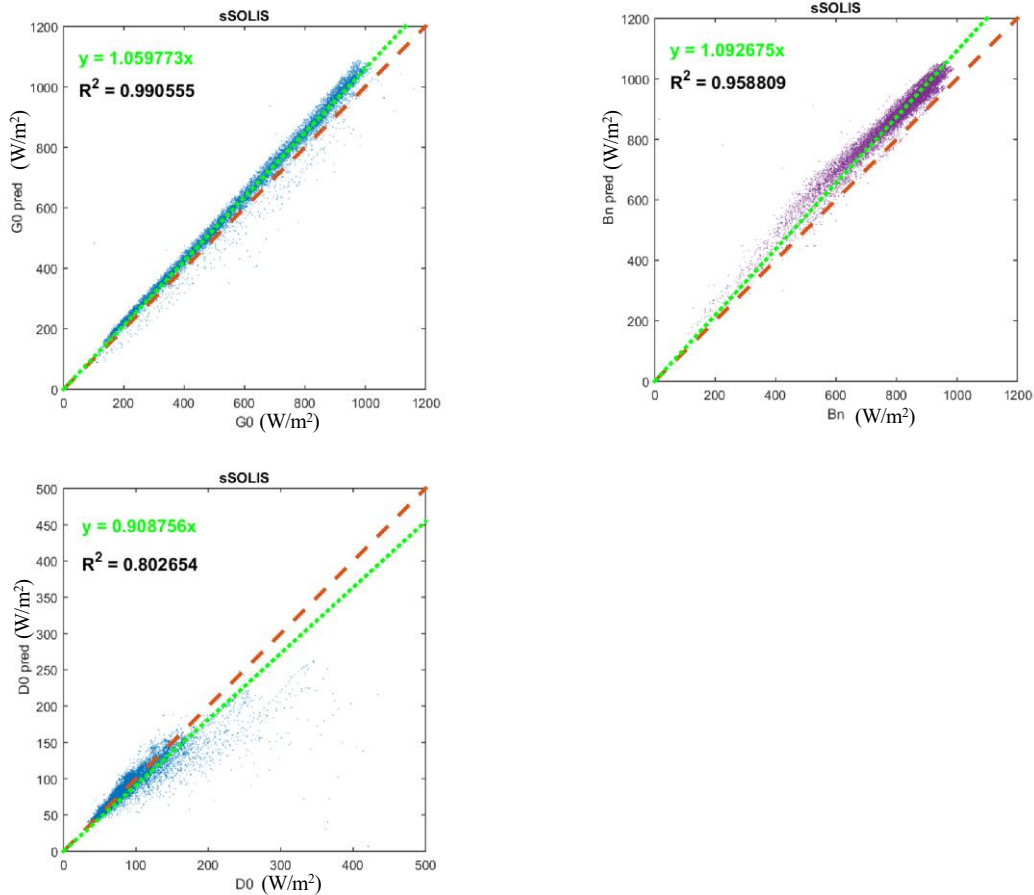 sSOLIS
y = 1.059773x
R² = 0.990555
1200
1000
800
600
400
200
0
G0 pred (W/m²)
0 200 400 600 800 1000 1200
G0 (W/m²)
sSOLIS
y = 1.092675x
R² = 0.958809
1200
1000
800
600
400
200
0
Bn pred (W/m²)
0 200 400 600 800 1000 1200
Bn (W/m²)
sSOLIS
y = 0.908756x
R² = 0.802654
500
450
400
350
300
250
200
150
100
50
0
D0 pred (W/m²)
0 100 200 300 400 500
D0 (W/m²)